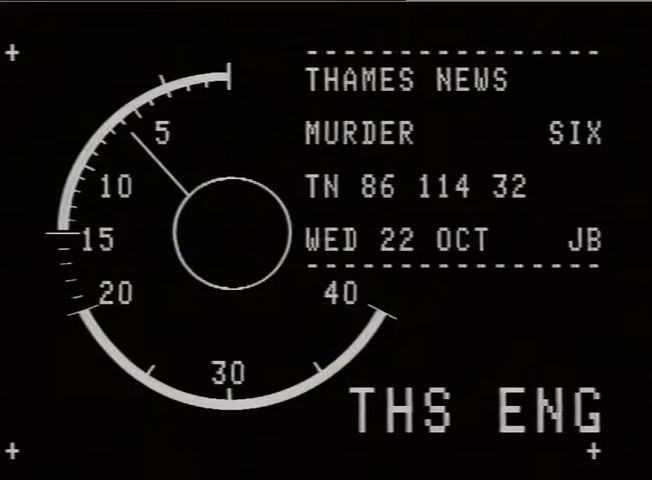 THAMES NEWS
MURDER SIX
TN 86 114 32
WED 22 OCT JB
5
10
15
20
30
40
THS ENG